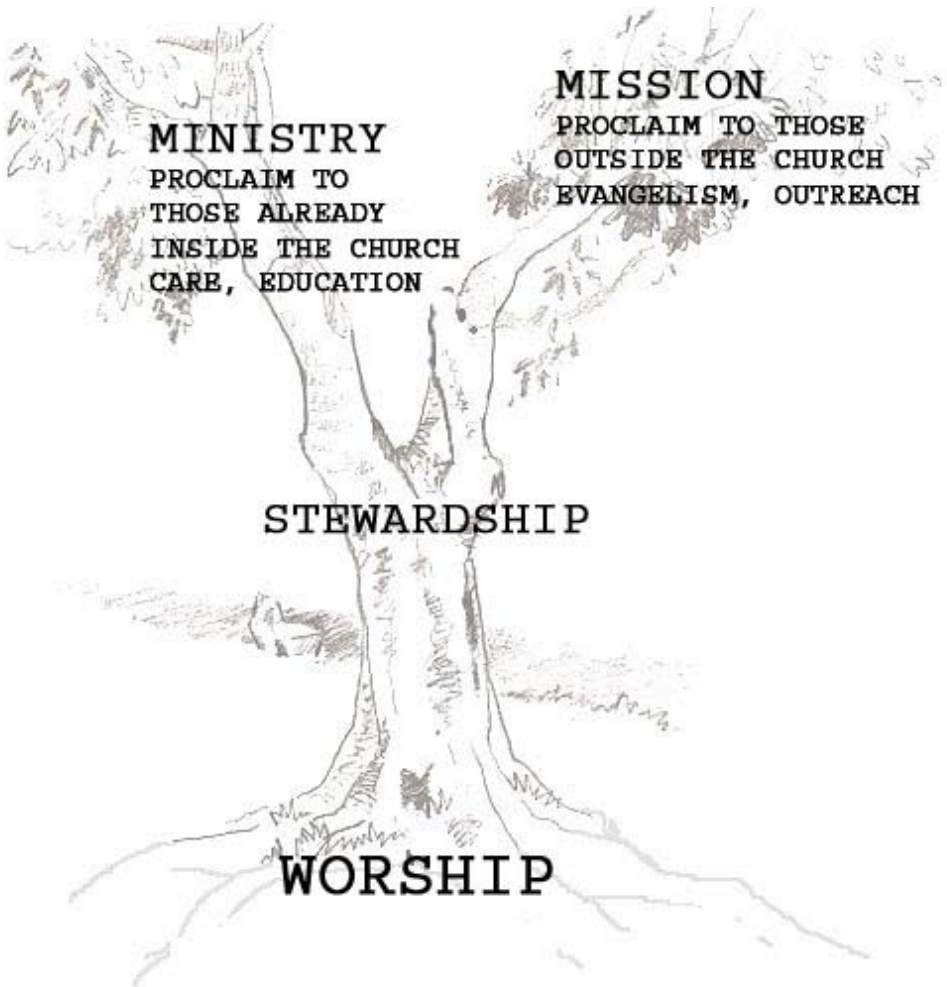 MINISTRY
PROCLAIM TO
THOSE ALREADY
INSIDE THE CHURCH
CARE, EDUCATION
MISSION
PROCLAIM TO THOSE
OUTSIDE THE CHURCH
EVANGELISM, OUTREACH
STEWARDSHIP
WORSHIP